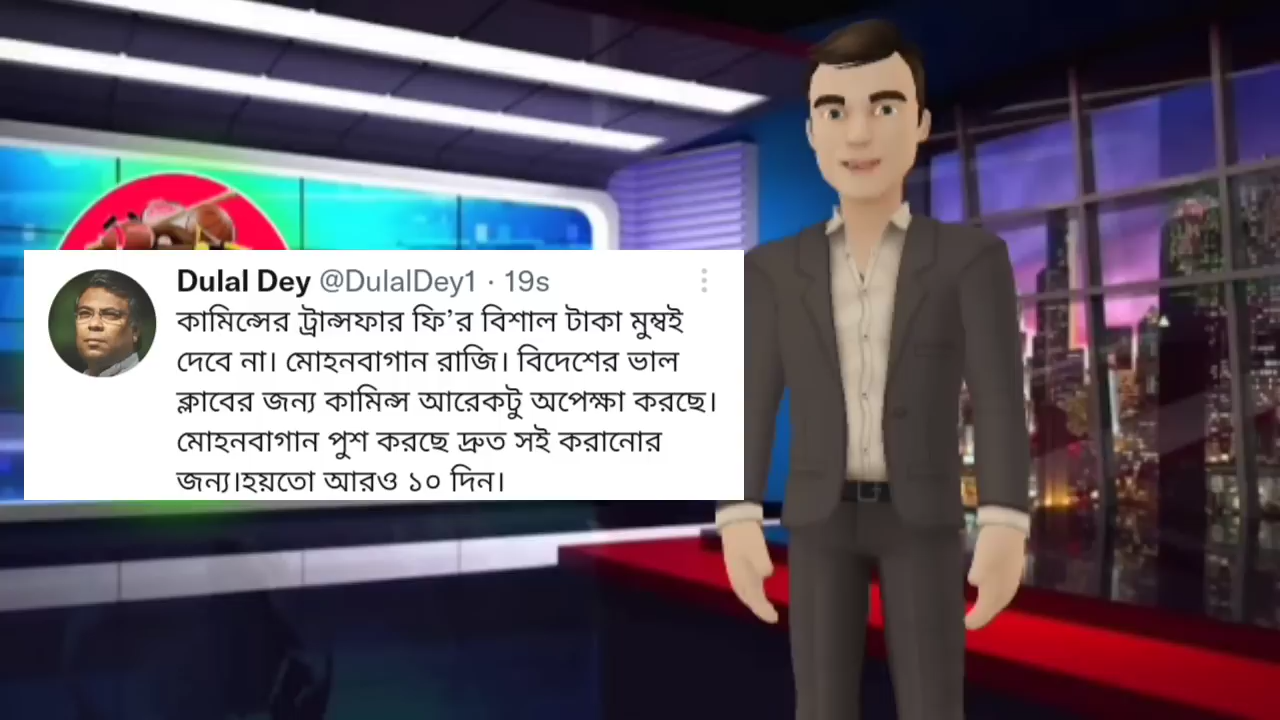 Dulal Dey @DulalDey1 · 19s
কামিন্সের ট্রান্সফার ফি’র বিশাল টাকা মুম্বই
দেবে না। মোহনবাগান রাজি। বিদেশের ভাল
ক্লাবের জন্য কামিন্স আরেকটু অপেক্ষা করছে।
মোহনবাগান পুশ করছে দ্রুত সই করানোর
জন্য।হয়তো আরও ১০ দিন।